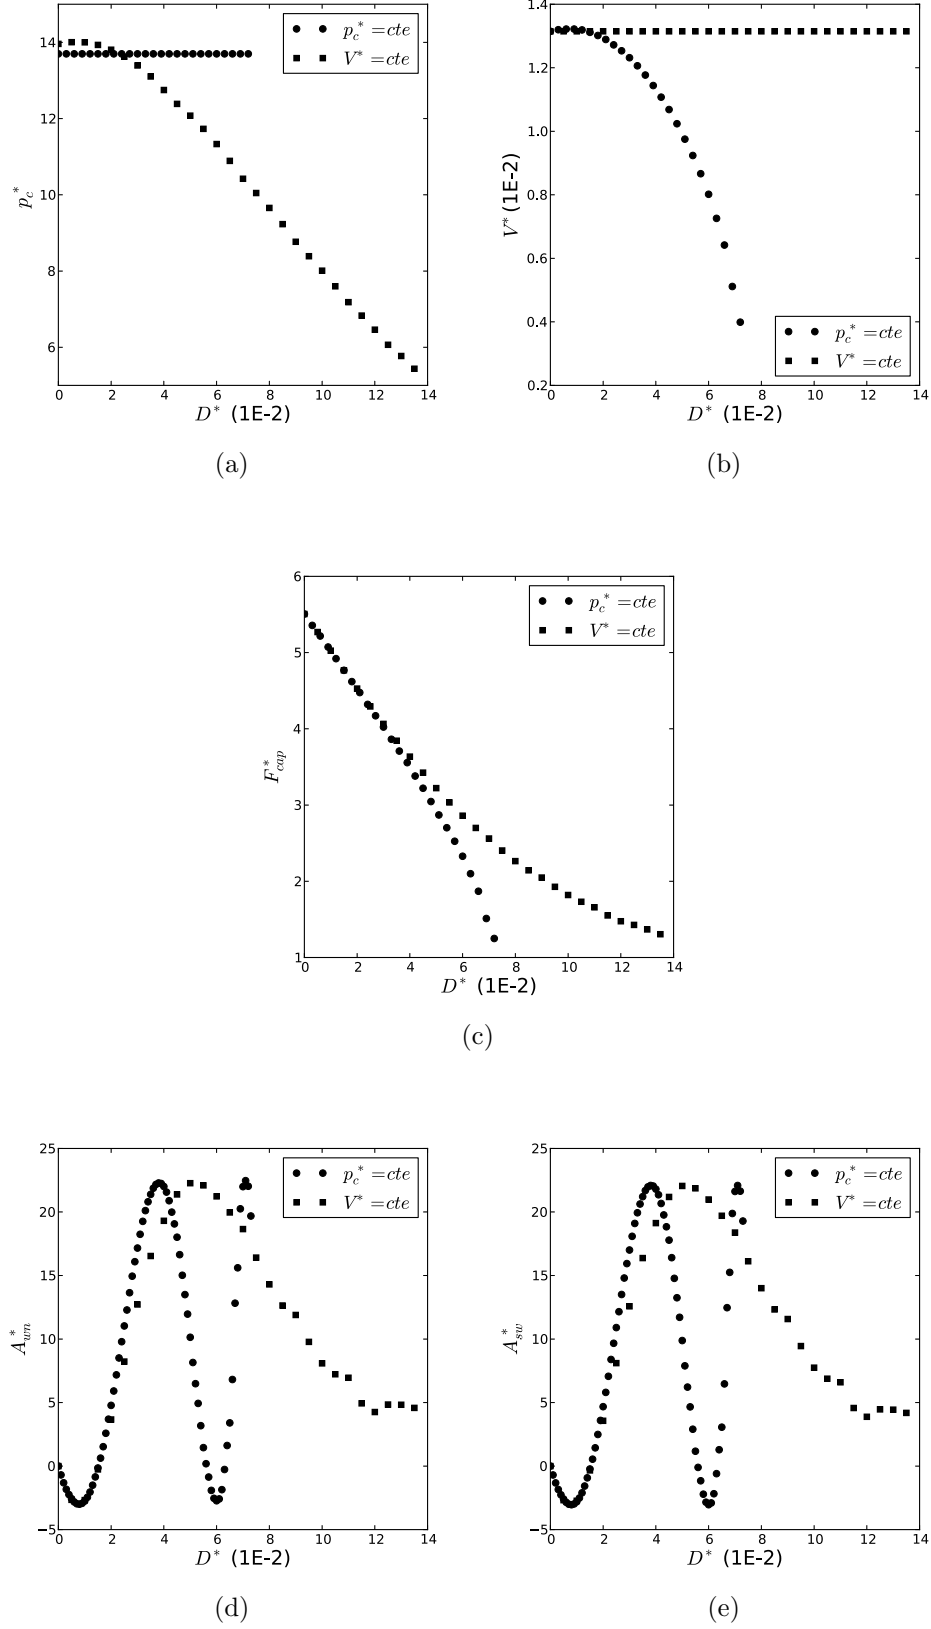 p_c^* = cte
V^* = cte
14
12
10
8
6
p_c^*
0 2 4 6 8 10 12 14
D^* (1E-2)
(a)
1.4
1.2
1.0
0.8
0.6
0.4
0.2
V^* (1E-2)
p_c^* = cte
V^* = cte
0 2 4 6 8 10 12 14
D^* (1E-2)
(b)
6
5
4
3
2
1
F_{cap}^*
p_c^* = cte
V^* = cte
0 2 4 6 8 10 12 14
D^* (1E-2)
(c)
25
20
15
10
5
0
−5
A_{wn}^*
p_c^* = cte
V^* = cte
0 2 4 6 8 10 12 14
D^* (1E-2)
(d)
25
20
15
10
5
0
−5
A_{sw}^*
p_c^* = cte
V^* = cte
0 2 4 6 8 10 12 14
D^* (1E-2)
(e)